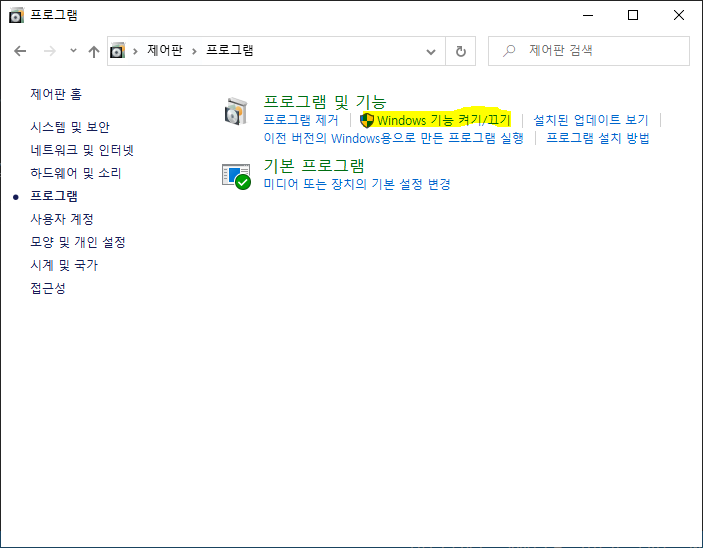 프로그램
제어판 > 프로그램
제어판 검색
제어판 홈
시스템 및 보안
네트워크 및 인터넷
하드웨어 및 소리
프로그램
사용자 계정
모양 및 개인 설정
시계 및 국가
접근성
프로그램 및 기능
프로그램 제거 | Windows 기능 켜기/끄기 | 설치된 업데이트 보기 |
이전 버전의 Windows용으로 만든 프로그램 실행 | 프로그램 설치 방법
기본 프로그램
미디어 또는 장치의 기본 설정 변경